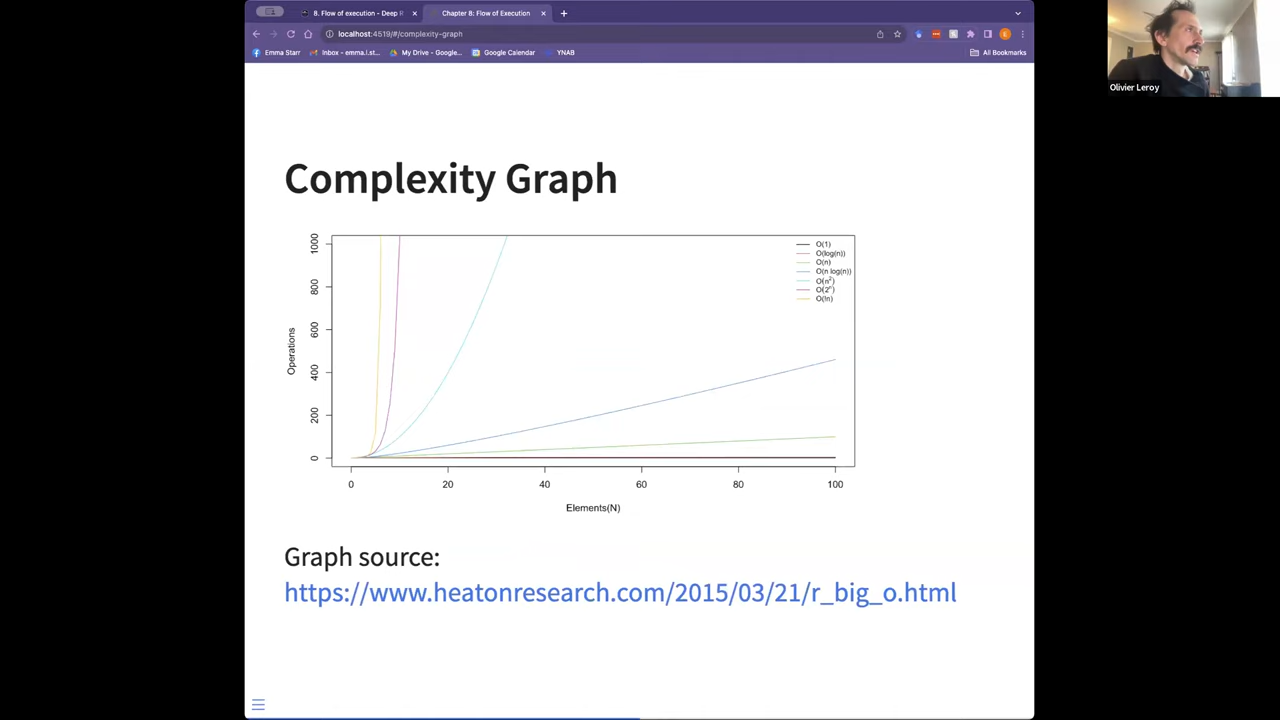 8. Flow of execution - Deep R
Chapter 8: Flow of Execution
localhost:4519/#/complexity-graph
Emma Starr
Inbox - emma.i.st...
My Drive - Google...
Google Calendar
YNAB
All Bookmarks
E
Olivier Leroy
Complexity Graph
O(1)
O(log(n))
O(n)
O(n log(n))
O(n²)
O(2ⁿ)
O(!n)
Operations
1000
800
600
400
200
0
0 20 40 60 80 100
Elements(N)
Graph source:
https://www.heatonresearch.com/2015/03/21/r_big_o.html